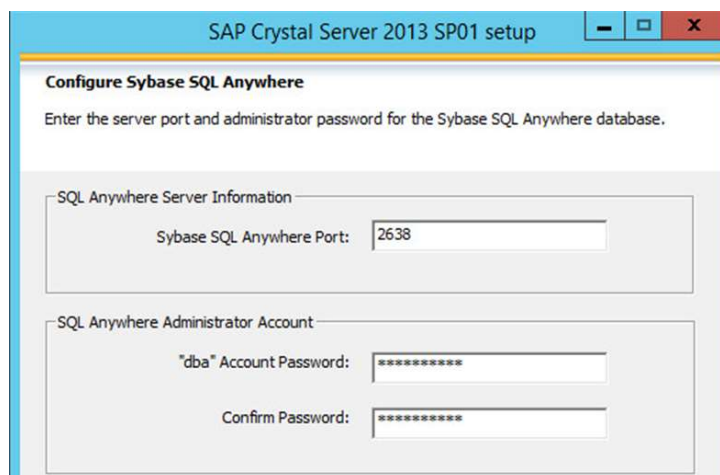 SAP Crystal Server 2013 SP01 setup
Configure Sybase SQL Anywhere
Enter the server port and administrator password for the Sybase SQL Anywhere database.
SQL Anywhere Server Information
Sybase SQL Anywhere Port: 2638
SQL Anywhere Administrator Account
"dba" Account Password: **********
Confirm Password: **********